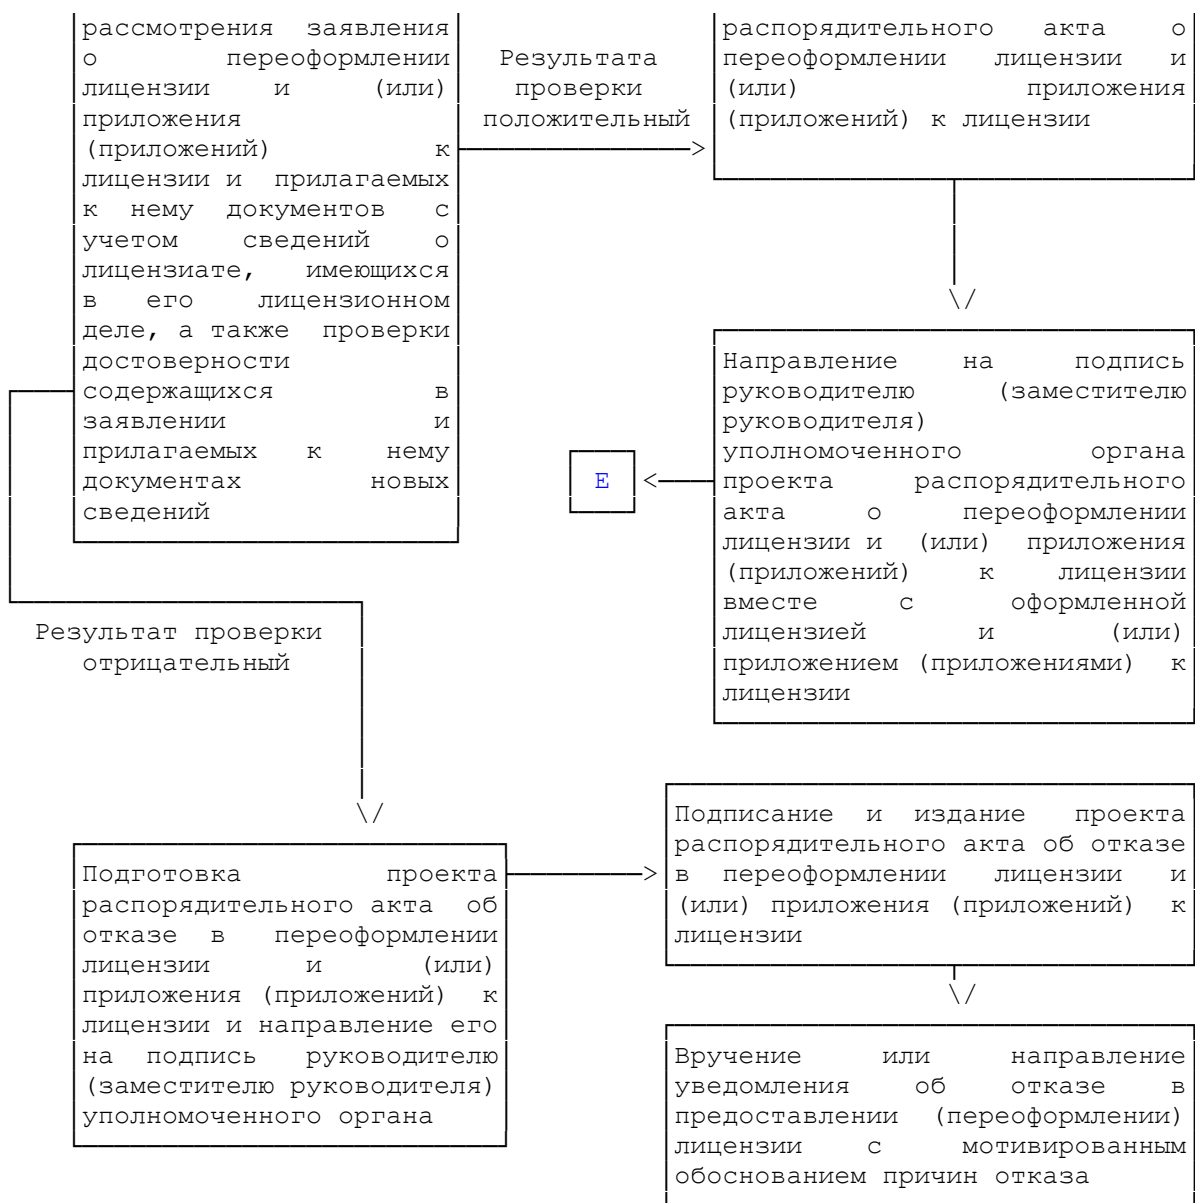 рассмотрения заявления
о переоформлении
лицензии и (или)
приложения
(приложений) к
лицензии и прилагаемых
к нему документов с
учетом сведений о
лицензиате, имеющихся
в его лицензионном
деле, а также проверки
достоверности
содержащихся в
заявлении и
прилагаемых к нему
документах новых
сведений
Результата
проверки
положительный
распорядительного акта о
переоформлении лицензии и
(или) приложения
(приложений) к лицензии
Направление на подпись
руководителю (заместителю
руководителя)
уполномоченного органа
проекта распорядительного
акта о переоформлении
лицензии и (или) приложения
(приложений) к лицензии
вместе с оформленной
лицензией и (или)
приложением (приложениями) к
лицензии
Е
Результат проверки
отрицательный
Подготовка проекта
распорядительного акта об
отказе в переоформлении
лицензии и (или)
приложения (приложений) к
лицензии и направление его
на подпись руководителю
(заместителю руководителя)
уполномоченного органа
Подписание и издание проекта
распорядительного акта об отказе
в переоформлении лицензии и
(или) приложения (приложений) к
лицензии
Вручение или направление
уведомления об отказе в
предоставлении (переоформлении)
лицензии с мотивированным
обоснованием причин отказа